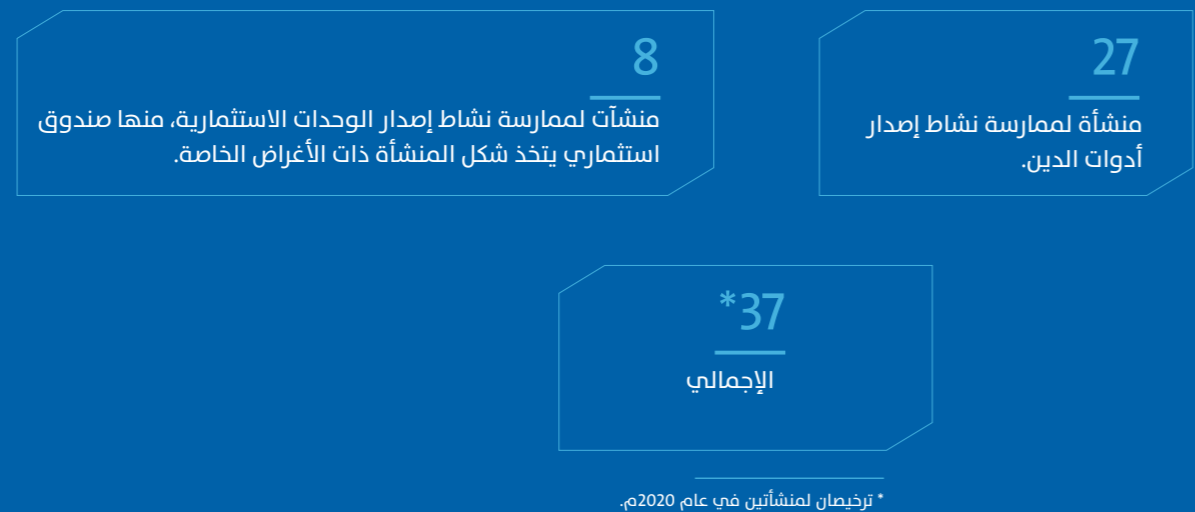 27
منشأة لممارسة نشاط إصدار
أدوات الدين.
8
منشآت لممارسة نشاط إصدار الوحدات الاستثمارية، منها صندوق
استثماري يتخذ شكل المنشأة ذات الأغراض الخاصة.
37*
الإجمالي
* ترخيصان لمنشأتين في عام 2020م.